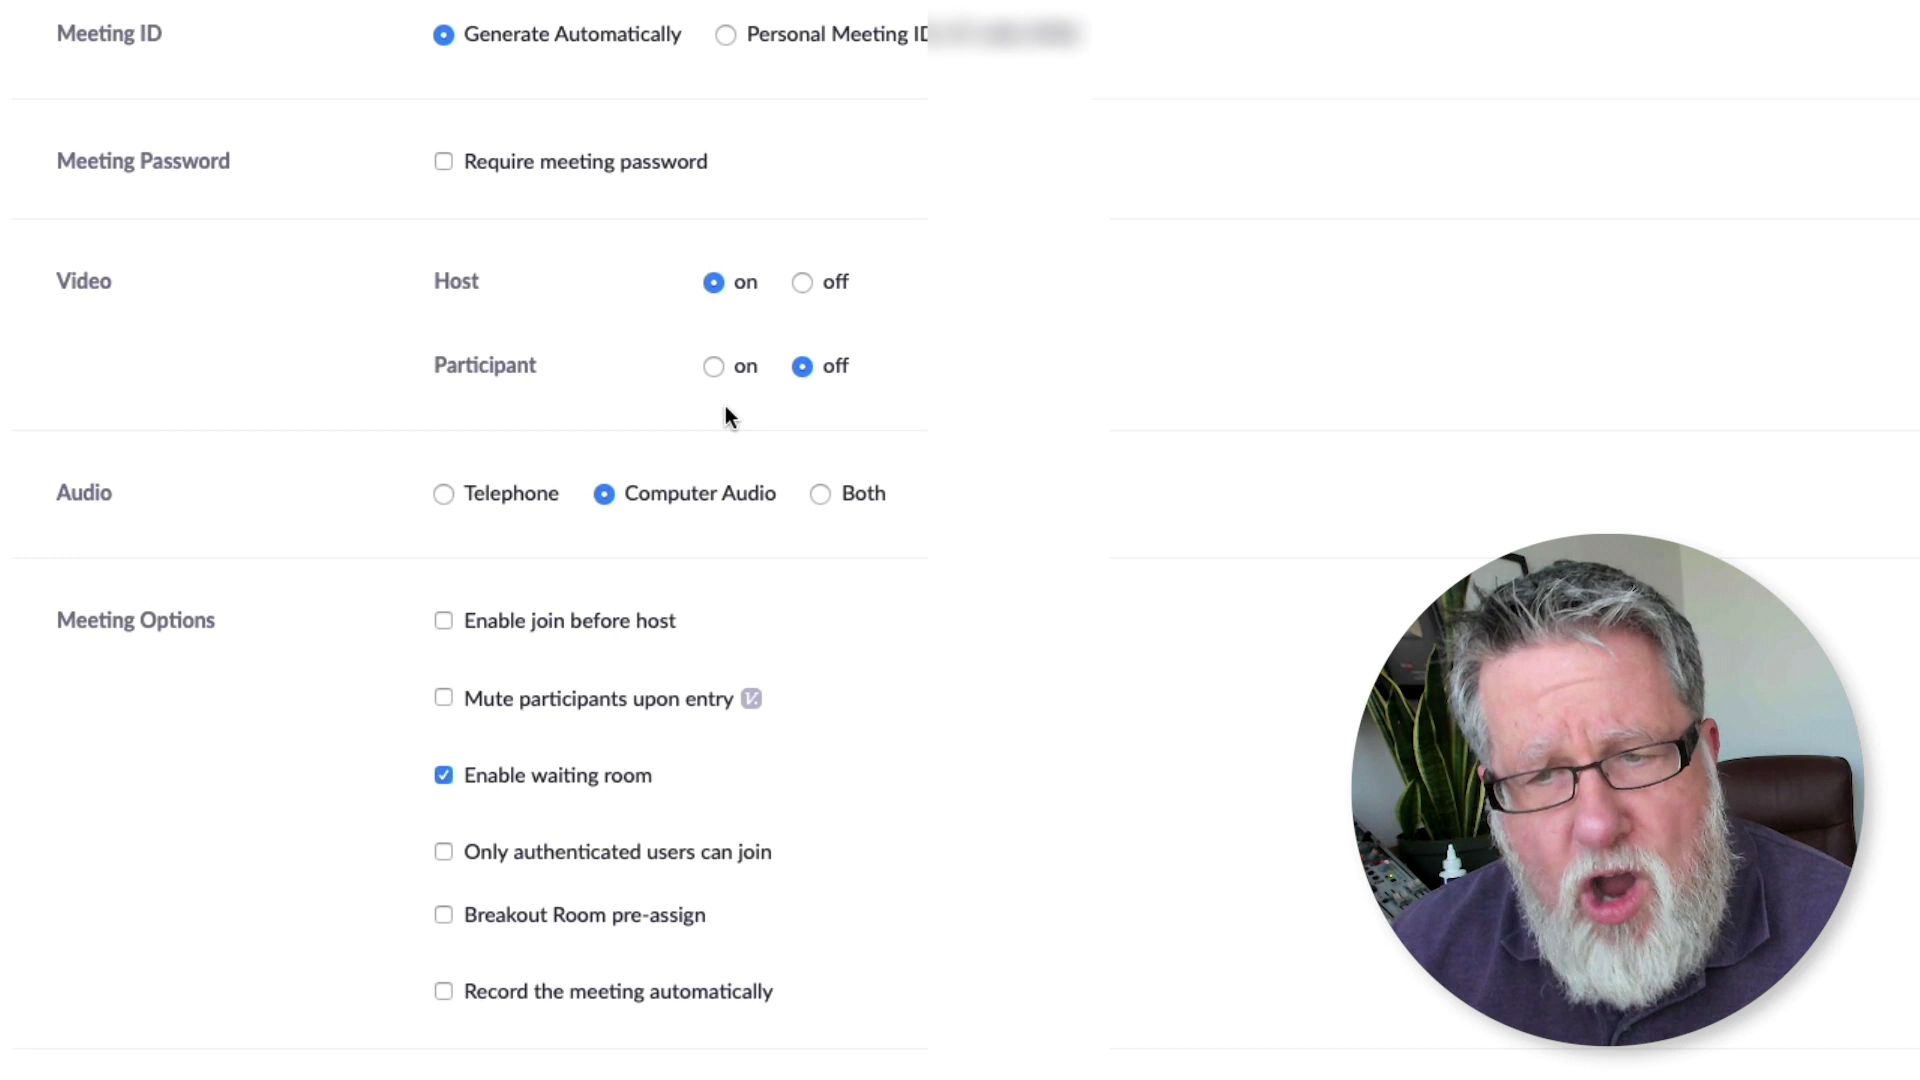 Meeting ID Generate Automatically Personal Meeting ID
Meeting Password Require meeting password
Video Host on off
Participant on off
Audio Telephone Computer Audio Both
Meeting Options Enable join before host
Mute participants upon entry
Enable waiting room
Only authenticated users can join
Breakout Room pre-assign
Record the meeting automatically